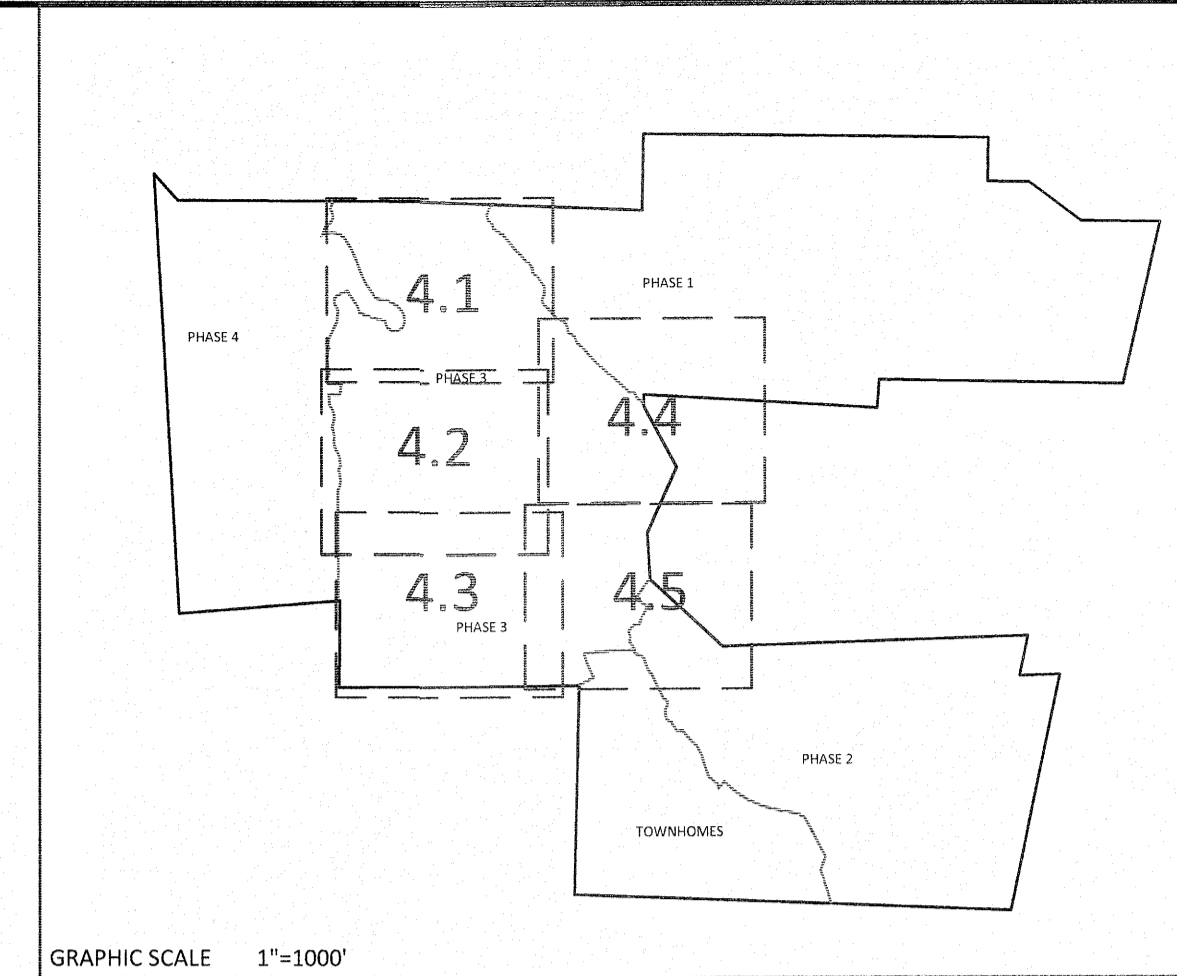 PHASE 1
4.1
PHASE 4
PHASE 3
4.4
4.2
4.3
4.5
PHASE 3
PHASE 2
TOWNHOMES
GRAPHIC SCALE 1"=1000'